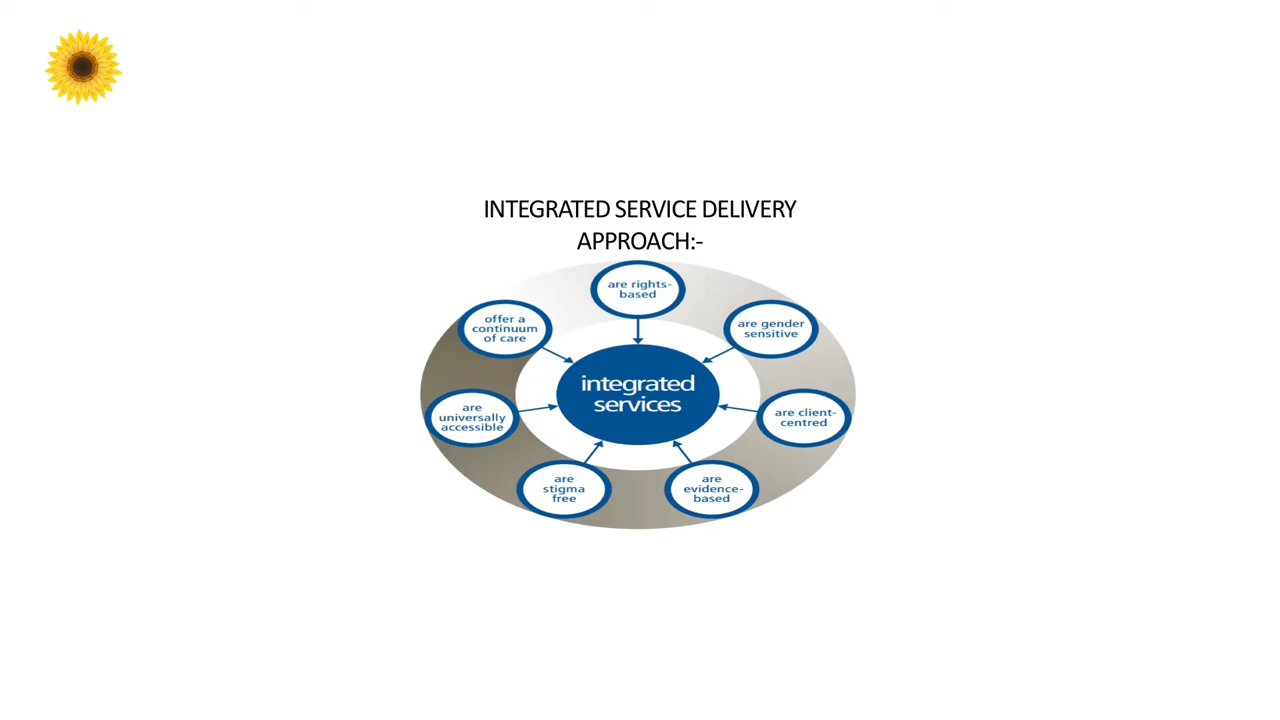 INTEGRATED SERVICE DELIVERY
APPROACH:-
are rights-
based
offer a
continuum
of care
are gender
sensitive
integrated
services
are
universally
accessible
are client-
centred
are
stigma
free
are
evidence-
based